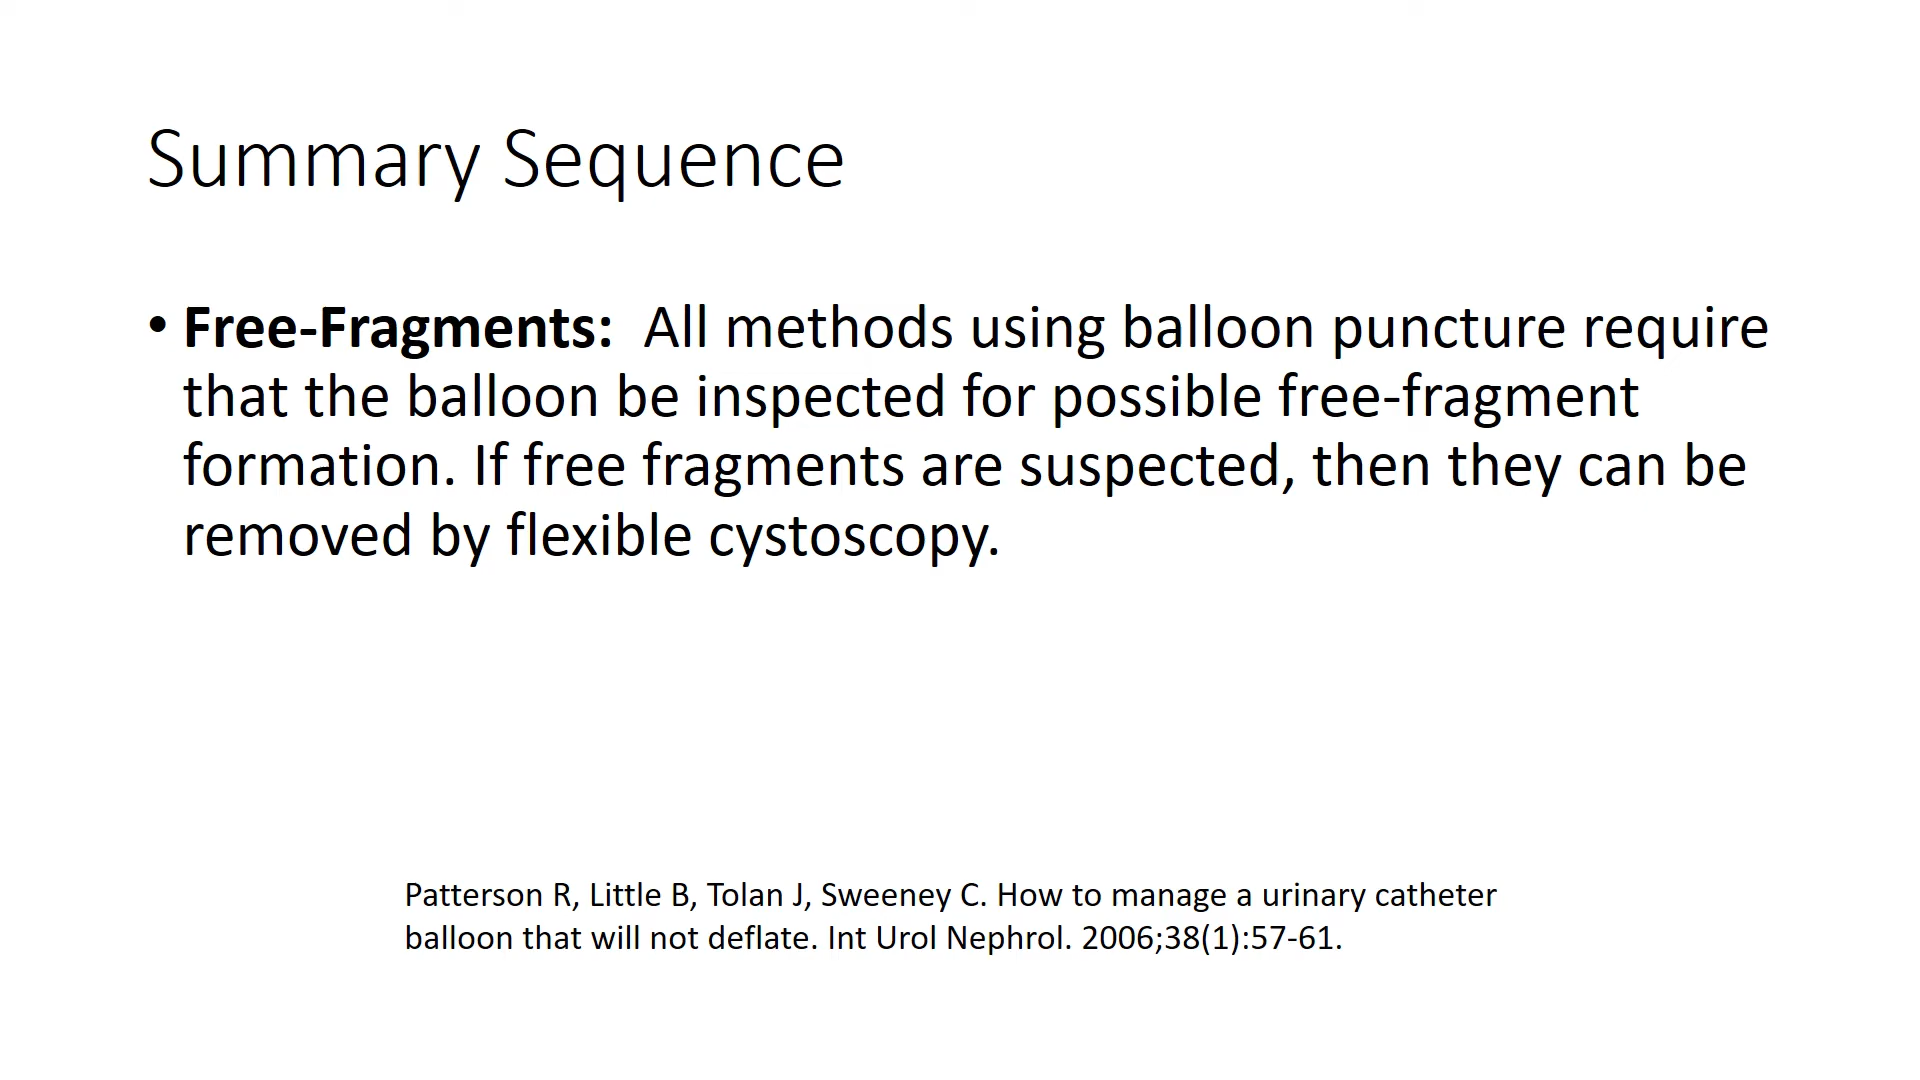 Summary Sequence
• Free-Fragments:  All methods using balloon puncture require
that the balloon be inspected for possible free-fragment
formation. If free fragments are suspected, then they can be
removed by flexible cystoscopy.
Patterson R, Little B, Tolan J, Sweeney C. How to manage a urinary catheter
balloon that will not deflate. Int Urol Nephrol. 2006;38(1):57-61.